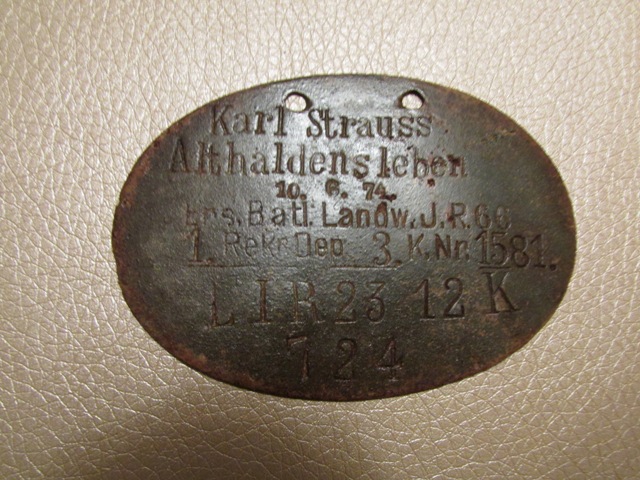 Karl Strauss
Althaldensleben
10. 6. 74.
Ers. Batl. Landw. J. R. 66
1. Rekr. Dep. 3. K. Nr. 1581.
L I R 23 12 K
724